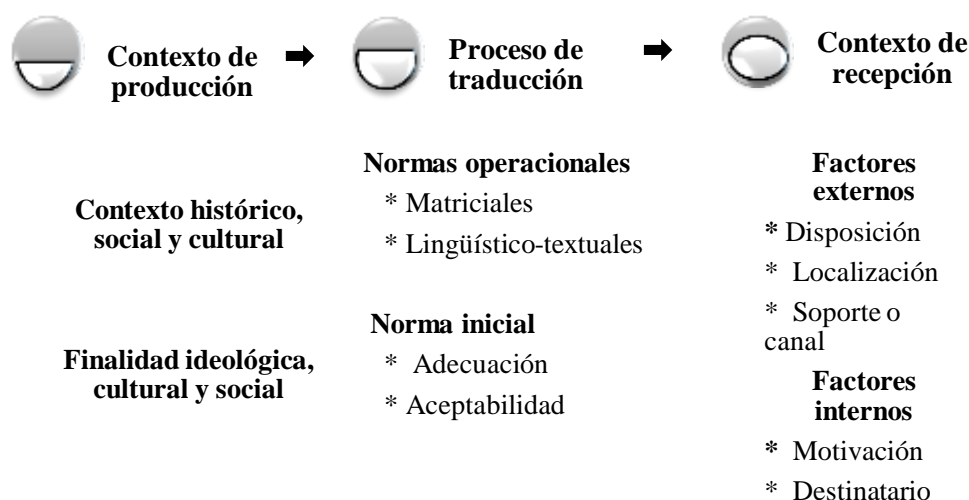 Contexto de
producción
➡
Proceso de
traducción
➡
Contexto de
recepción
Contexto histórico,
social y cultural
Finalidad ideológica,
cultural y social
Normas operacionales
* Matriciales
* Lingüístico-textuales
Norma inicial
* Adecuación
* Aceptabilidad
Factores
externos
* Disposición
* Localización
* Soporte o
canal
Factores
internos
* Motivación
* Destinatario